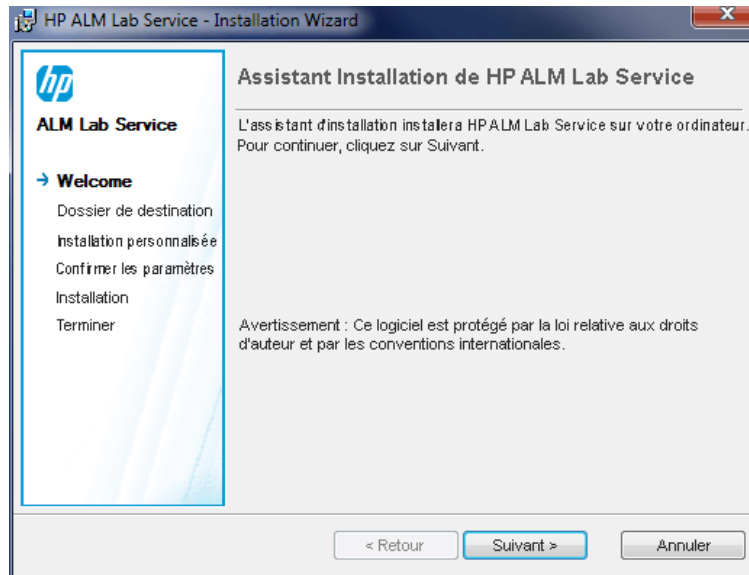 HP ALM Lab Service - Installation Wizard
hp
ALM Lab Service
Welcome
Dossier de destination
Installation personnalisée
Confirmer les paramètres
Installation
Terminer
Assistant Installation de HP ALM Lab Service
L'assistant d'installation installera HP ALM Lab Service sur votre ordinateur.
Pour continuer, cliquez sur Suivant.
Avertissement : Ce logiciel est protégé par la loi relative aux droits
d'auteur et par les conventions internationales.
< Retour
Suivant >
Annuler